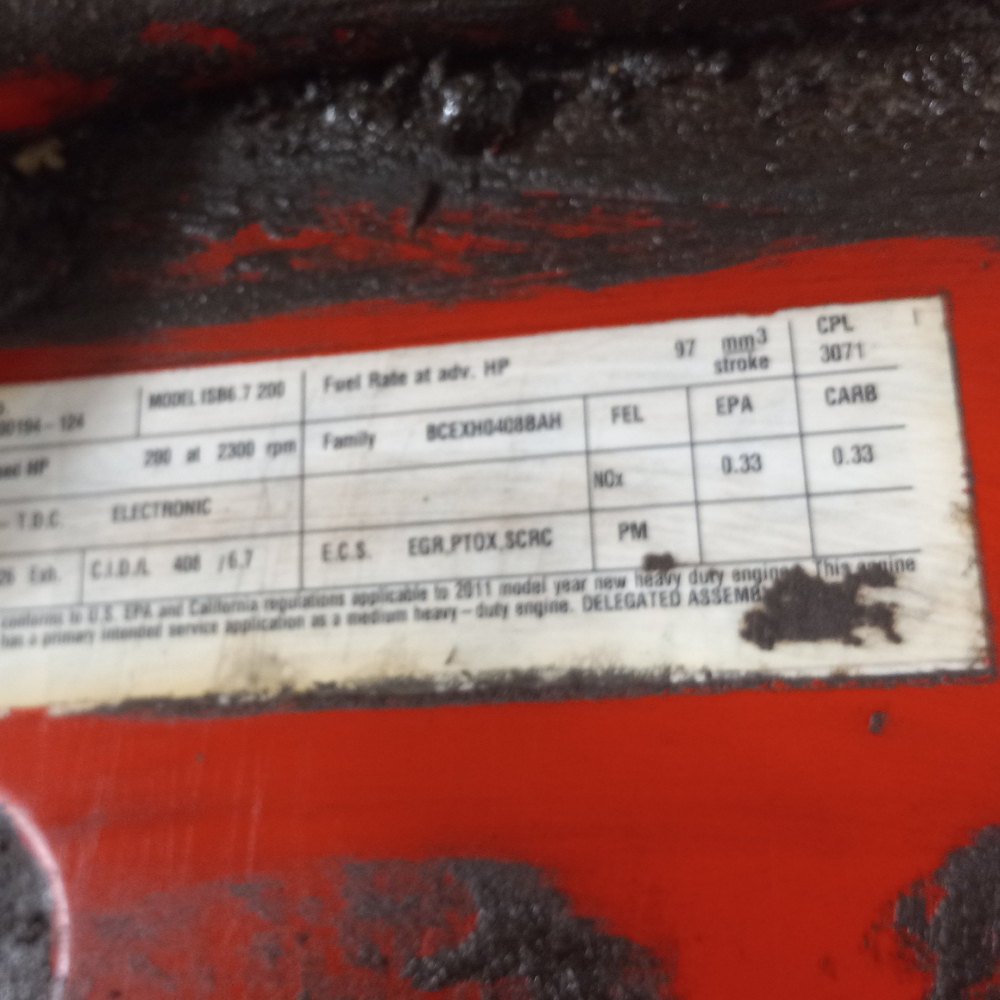 MODEL ISB6.7 200 Fuel Rate at adv. HP 97 mm3 stroke CPL 3071
HP 200 at 2300 rpm Family BCEXH0408BAH FEL EPA CARB
NOx 0.33 0.33
T.D.C. ELECTRONIC
C.I.D./L 408 /6.7 E.C.S. EGR,PTOX,SCRC PM
conforms to U.S. EPA and California regulations applicable to 2011 model year new heavy duty engines. This engine
has a primary intended service application as a medium heavy-duty engine. DELEGATED